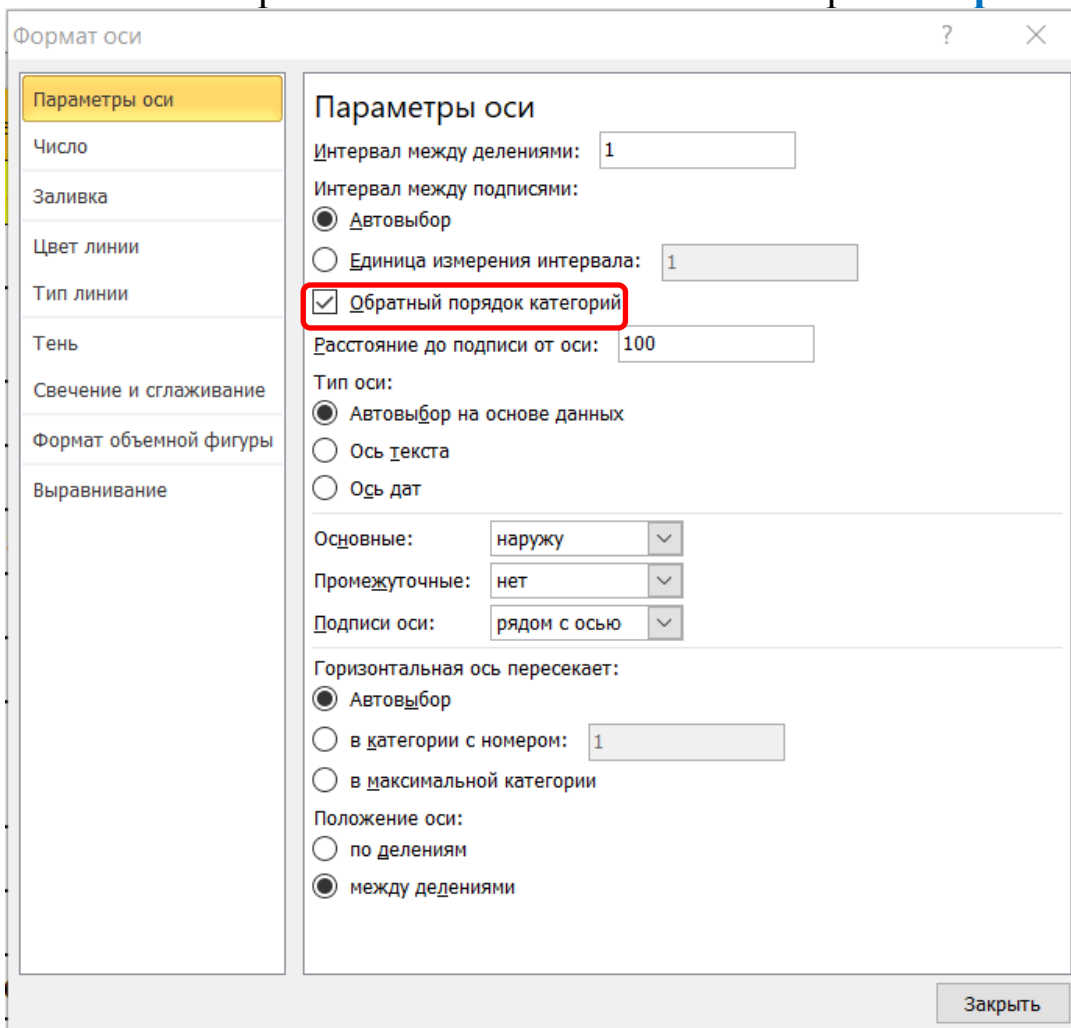 Формат оси
Параметры оси
Число
Заливка
Цвет линии
Тип линии
Тень
Свечение и сглаживание
Формат объемной фигуры
Выравнивание
Параметры оси
Интервал между делениями: 1
Интервал между подписями:
Автовыбор
Единица измерения интервала: 1
Обратный порядок категорий
Расстояние до подписи от оси: 100
Тип оси:
Автовыбор на основе данных
Ось текста
Ось дат
Основные: наружу
Промежуточные: нет
Подписи оси: рядом с осью
Горизонтальная ось пересекает:
Автовыбор
в категории с номером: 1
в максимальной категории
Положение оси:
по делениям
между делениями
Закрыть